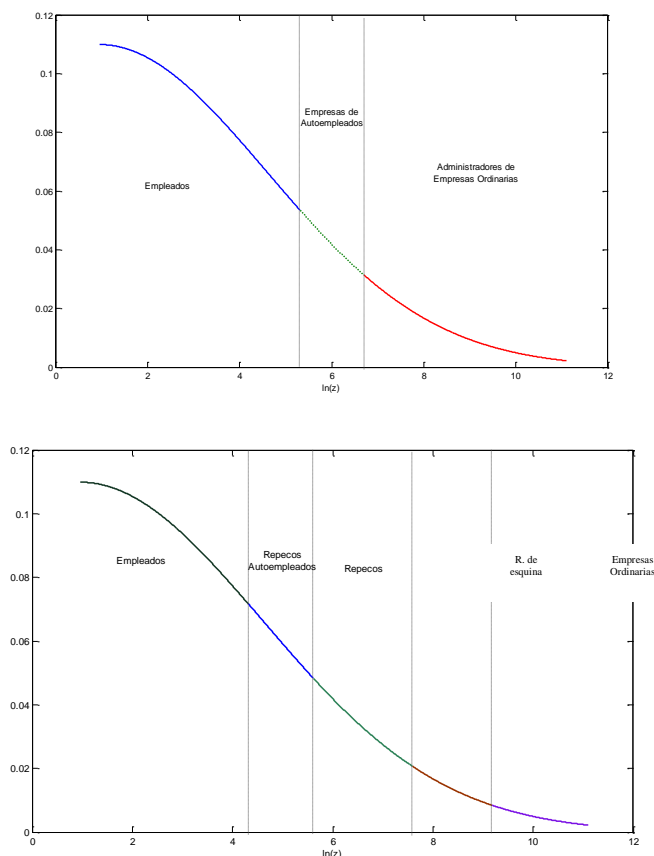 0.12
0.1
0.08
0.06
0.04
0.02
0
Empresas de
Autoempleados
Administradores de
Empresas Ordinarias
Empleados
0 2 4 6 8 10 12
ln(z)
0.12
0.1
0.08
0.06
0.04
0.02
0
Empleados
Repecos
Autoempleados
Repecos
R. de
esquina
Empresas
Ordinarias
0 2 4 6 8 10 12
ln(z)